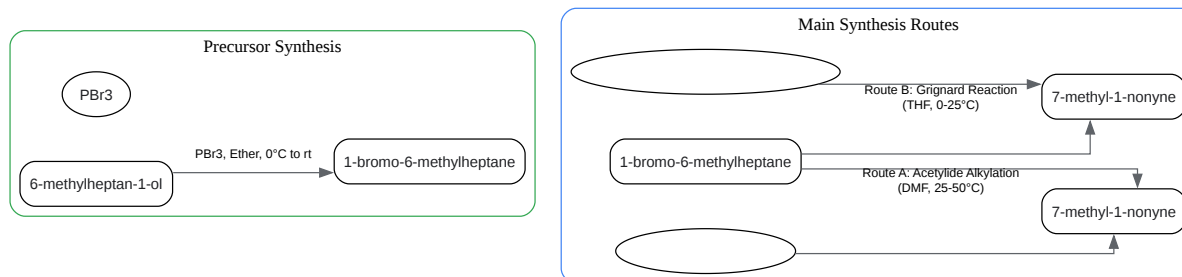 Precursor Synthesis
PBr3
6-methylheptan-1-ol
PBr3, Ether, 0°C to rt
1-bromo-6-methylheptane
Main Synthesis Routes
Route B: Grignard Reaction
(THF, 0-25°C)
7-methyl-1-nonyne
1-bromo-6-methylheptane
Route A: Acetylide Alkylation
(DMF, 25-50°C)
7-methyl-1-nonyne